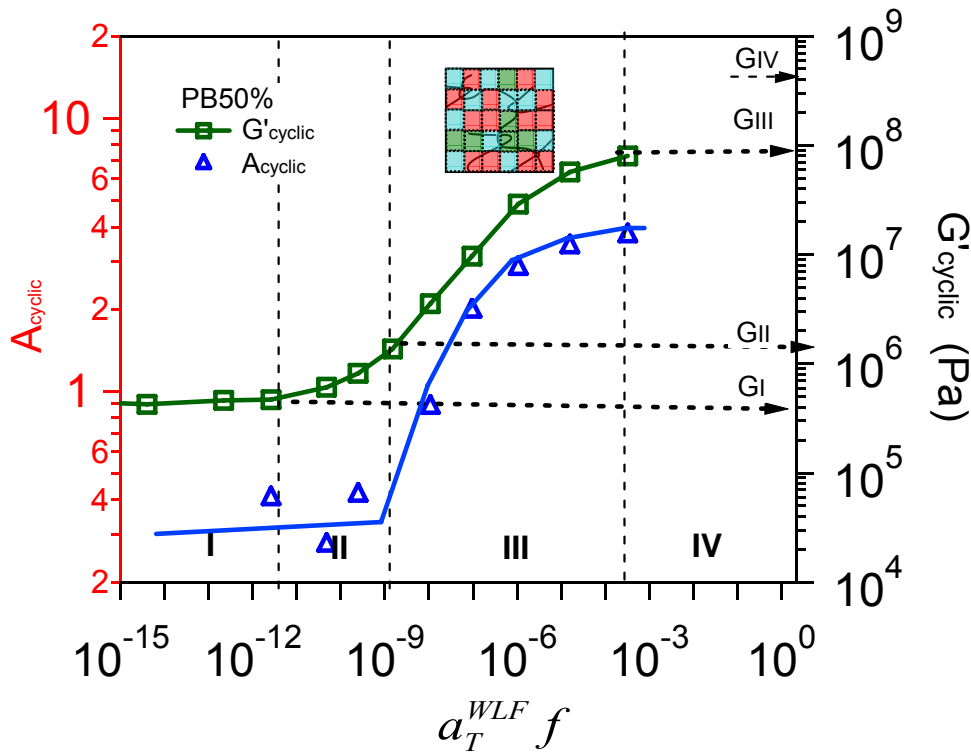 2
10
8
6
4
2
1
8
6
4
2
A_cyclic
PB50%
G'_cyclic
A_cyclic
GIV
GIII
GII
GI
I
II
III
IV
10^9
10^8
10^7
10^6
10^5
10^4
G'_cyclic (Pa)
10^-15
10^-12
10^-9
10^-6
10^-3
10^0
a_T^WLF f